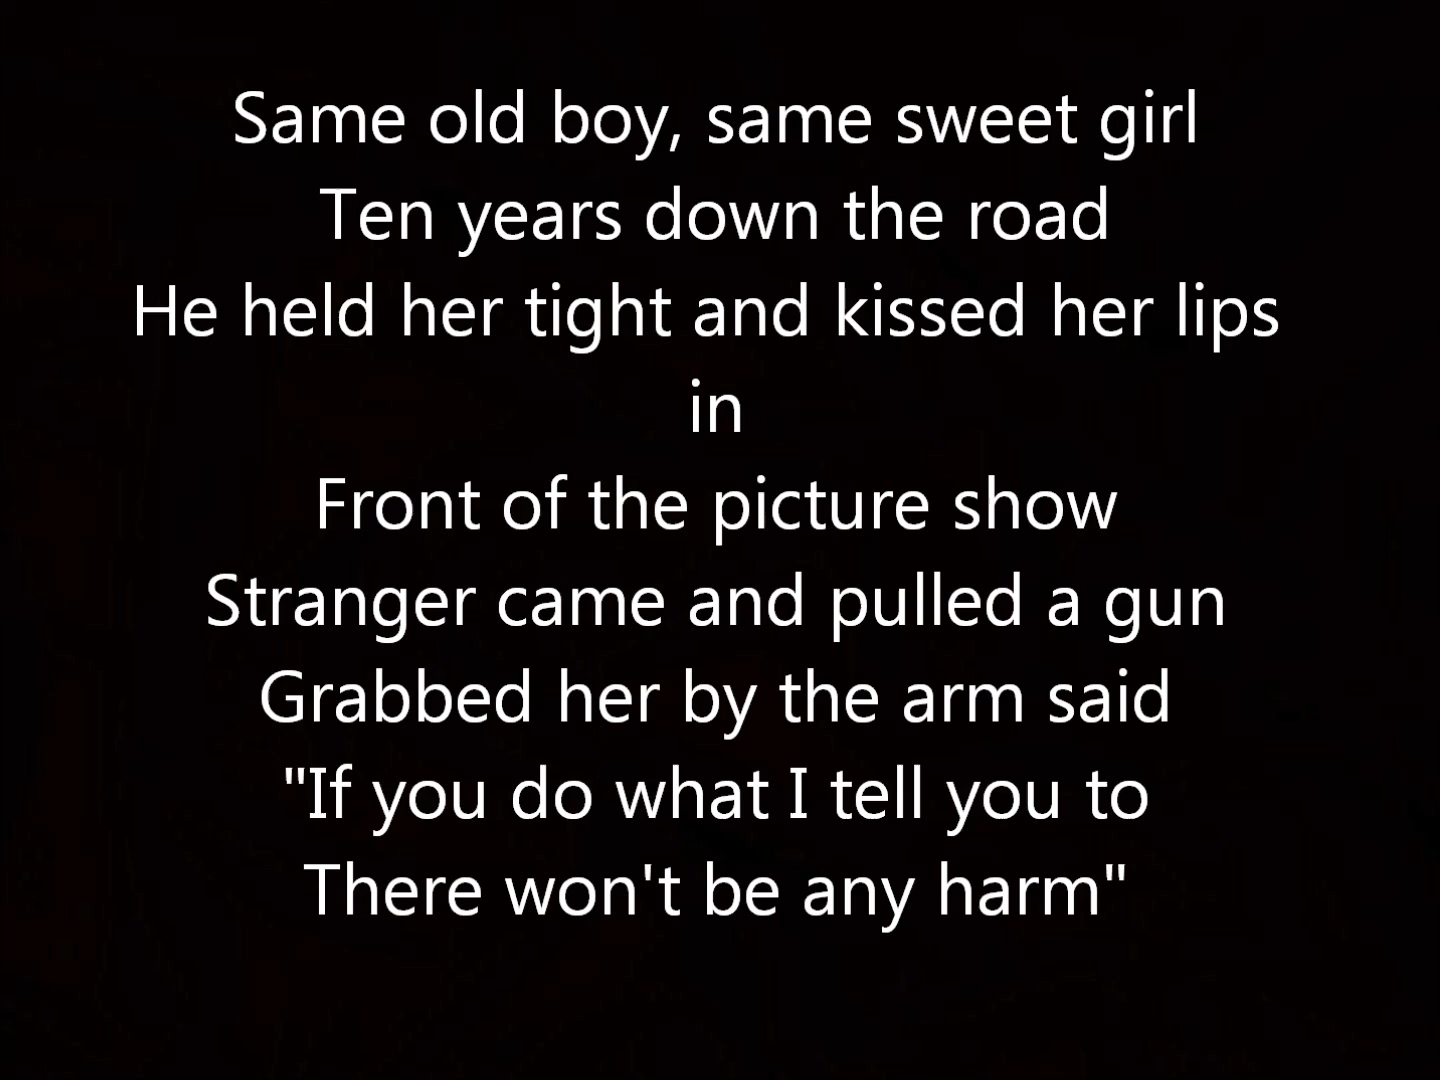 Same old boy, same sweet girl
Ten years down the road
He held her tight and kissed her lips
in
Front of the picture show
Stranger came and pulled a gun
Grabbed her by the arm said
"If you do what I tell you to
There won't be any harm"